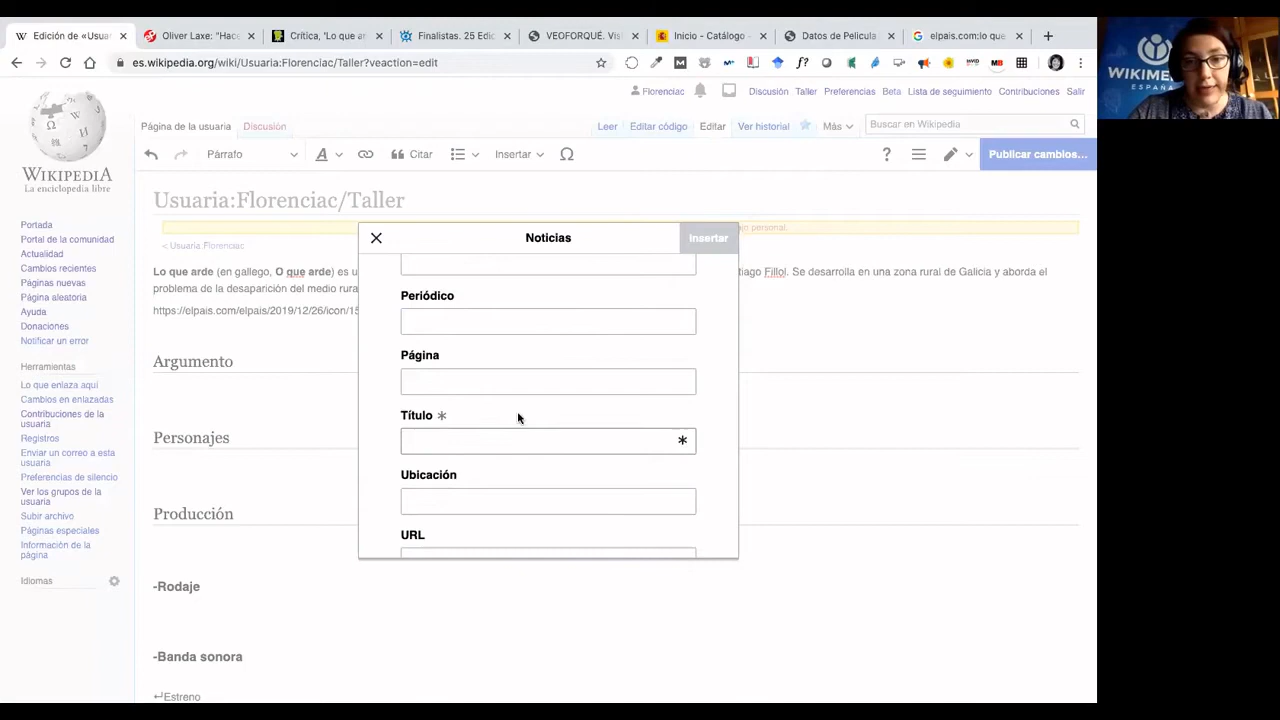 Edición de «Usua
Oliver Laxe: "Hace
Crítica, 'Lo que ar
Finalistas. 25 Edic
VEOFORQUÉ. Vis
Inicio - Catálogo
Datos de Película
elpais.com:lo que
es.wikipedia.org/wiki/Usuaria:Florenciac/Taller?veaction=edit
WIKIPEDIA
La enciclopedia libre
Portada
Portal de la comunidad
Actualidad
Cambios recientes
Páginas nuevas
Página aleatoria
Ayuda
Donaciones
Notificar un error
Herramientas
Lo que enlaza aquí
Cambios en enlazadas
Contribuciones de la
usuaria
Registros
Enviar un correo a esta
usuaria
Preferencias de silencio
Ver los grupos de la
usuaria
Subir archivo
Páginas especiales
Información de la
página
Idiomas
Florenciac Discusión Taller Preferencias Beta Lista de seguimiento Contribuciones Salir
Página de la usuaria Discusión Leer Editar código Editar Ver historial Más Buscar en Wikipedia
Párrafo A Citar Insertar Ω ? Publicar cambios...
Usuaria:Florenciac/Taller
jo personal.
< Usuaria:Florenciac
Lo que arde (en gallego, O que arde) es u
tiago Fillol. Se desarrolla en una zona rural de Galicia y aborda el
problema de la desaparición del medio rura
https://elpais.com/elpais/2019/12/26/icon/15
Argumento
Personajes
Producción
-Rodaje
-Banda sonora
↵Estreno
Noticias
Insertar
Periódico
Página
Título *
*
Ubicación
URL
WIKIME
ESPAÑA